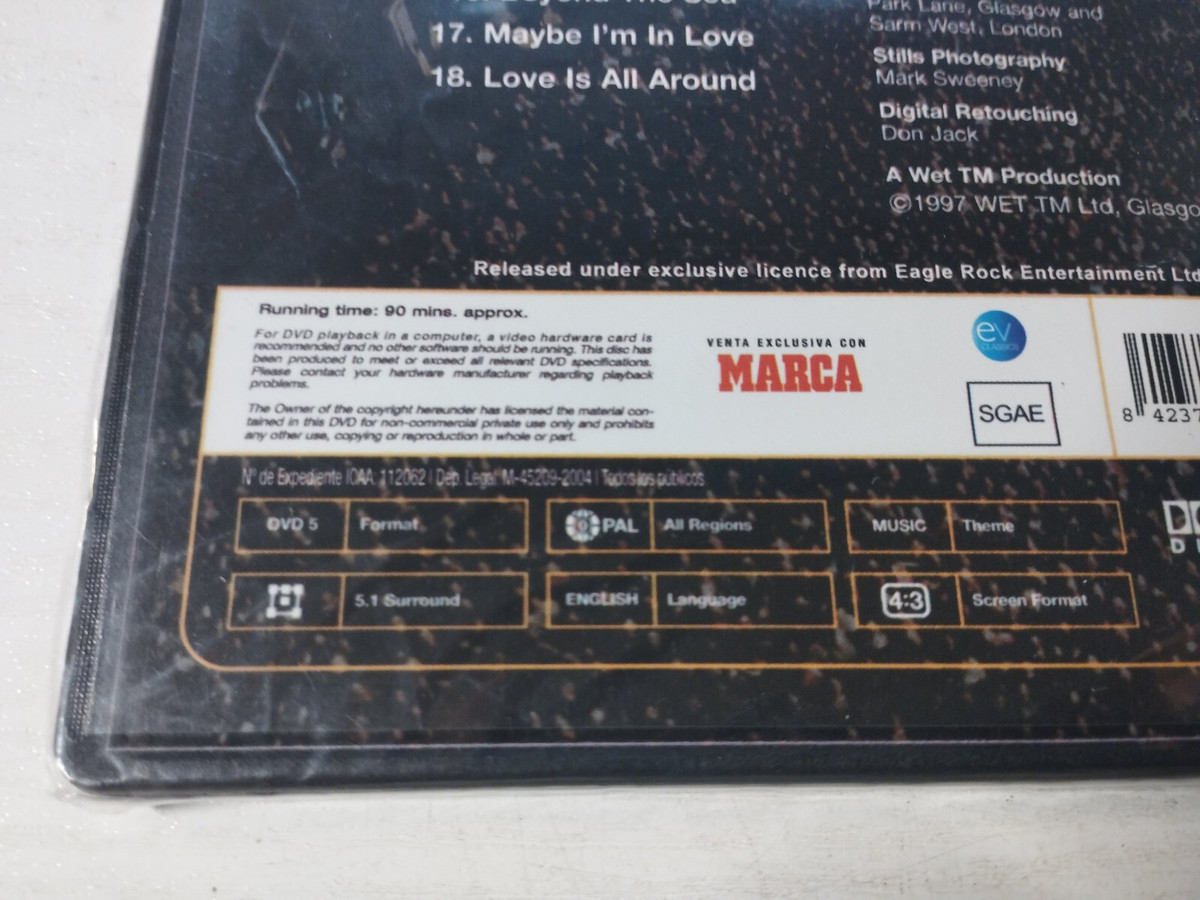 Beyond The Sea
17. Maybe I'm In Love
18. Love Is All Around
Park Lane, Glasgow and
Sarm West, London
Stills Photography
Mark Sweeney
Digital Retouching
Don Jack
A Wet TM Production
©1997 WET TM Ltd, Glasgo
Released under exclusive licence from Eagle Rock Entertainment Ltd
Running time: 90 mins. approx.
For DVD playback in a computer, a video hardware card is
recommended and no other software should be running. This disc has
been produced to meet or exceed all relevant DVD specifications.
Please contact your hardware manufacturer regarding playback
problems.
The Owner of the copyright hereunder has licensed the material con-
tained in this DVD for non-commercial private use only and prohibits
any other use, copying or reproduction in whole or part.
VENTA EXCLUSIVA CON
MARCA
ev
CLASSICS
SGAE
8 4237
Nº de Expediente ICAA: 112062 | Dep. Legal: M-45209-2004 | Todos los públicos
DVD 5 Format
PAL All Regions
MUSIC Theme
5.1 Surround
ENGLISH Language
4:3 Screen Format